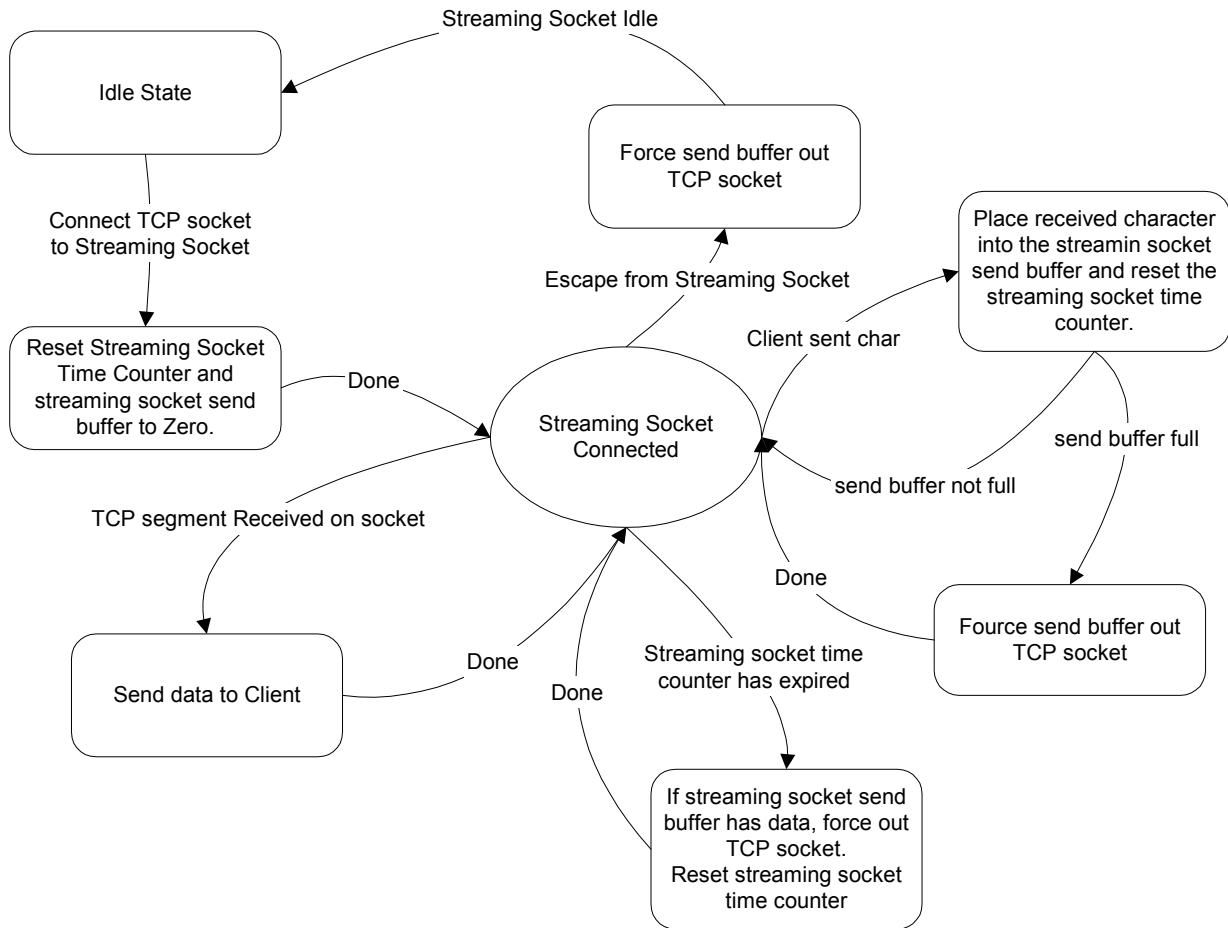 Streaming Socket Idle
Idle State
Force send buffer out
TCP socket
Connect TCP socket
to Streaming Socket
Place received character
into the streamin socket
send buffer and reset the
streaming socket time
counter.
Escape from Streaming Socket
Client sent char
Reset Streaming Socket
Time Counter and
streaming socket send
buffer to Zero.
Done
Streaming Socket
Connected
send buffer full
send buffer not full
TCP segment Received on socket
Done
Fource send buffer out
TCP socket
Send data to Client
Done
Done
Streaming socket time
counter has expired
If streaming socket send
buffer has data, force out
TCP socket.
Reset streaming socket
time counter